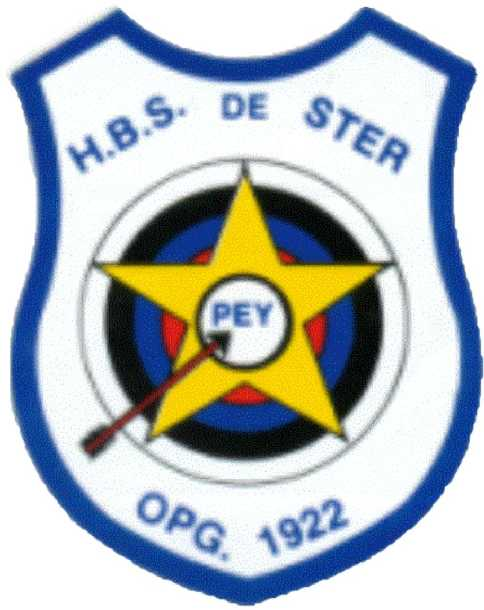 H.B.S. DE STER
PEY
OPG. 1922